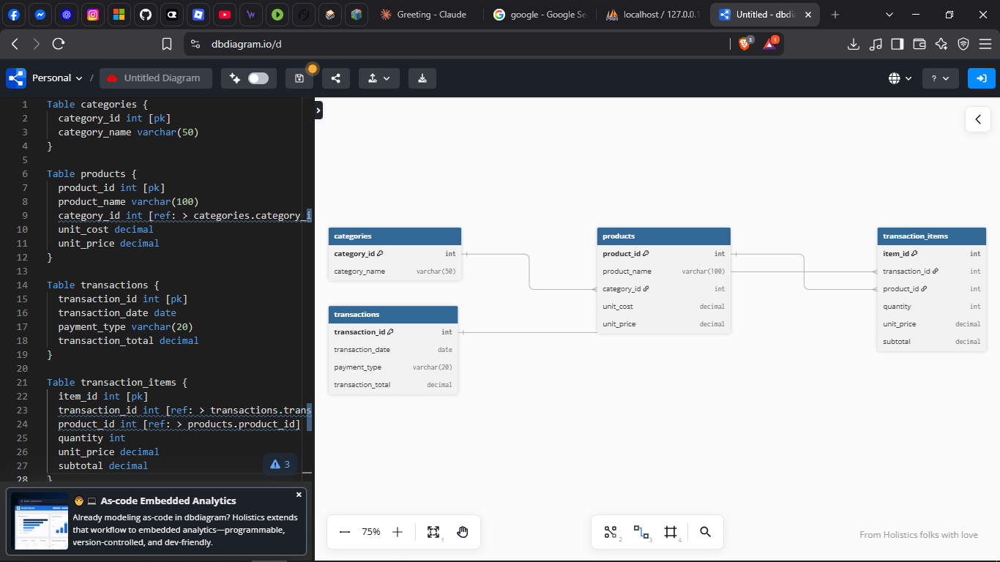 Greeting - Claude
google - Google Se
localhost / 127.0.0.1
Untitled - dbdia
dbdiagram.io/d
3
1
Personal
/
Untitled Diagram
?
1 Table categories {
2 category_id int [pk]
3 category_name varchar(50)
4 }
5
6 Table products {
7 product_id int [pk]
8 product_name varchar(100)
9 category_id int [ref: > categories.category_i
10 unit_cost decimal
11 unit_price decimal
12 }
13
14 Table transactions {
15 transaction_id int [pk]
16 transaction_date date
17 payment_type varchar(20)
18 transaction_total decimal
19 }
20
21 Table transaction_items {
22 item_id int [pk]
23 transaction_id int [ref: > transactions.trans
24 product_id int [ref: > products.product_id]
25 quantity int
26 unit_price decimal
27 subtotal decimal
28 }
3
As-code Embedded Analytics
Already modeling as-code in dbdiagram? Holistics extends
that workflow to embedded analytics—programmable,
version-controlled, and dev-friendly.
categories
category_id int
category_name varchar(50)
transactions
transaction_id int
transaction_date date
payment_type varchar(20)
transaction_total decimal
products
product_id int
product_name varchar(100)
category_id int
unit_cost decimal
unit_price decimal
transaction_items
item_id int
transaction_id int
product_id int
quantity int
unit_price decimal
subtotal decimal
75%
1
2
3
4
From Holistics folks with love